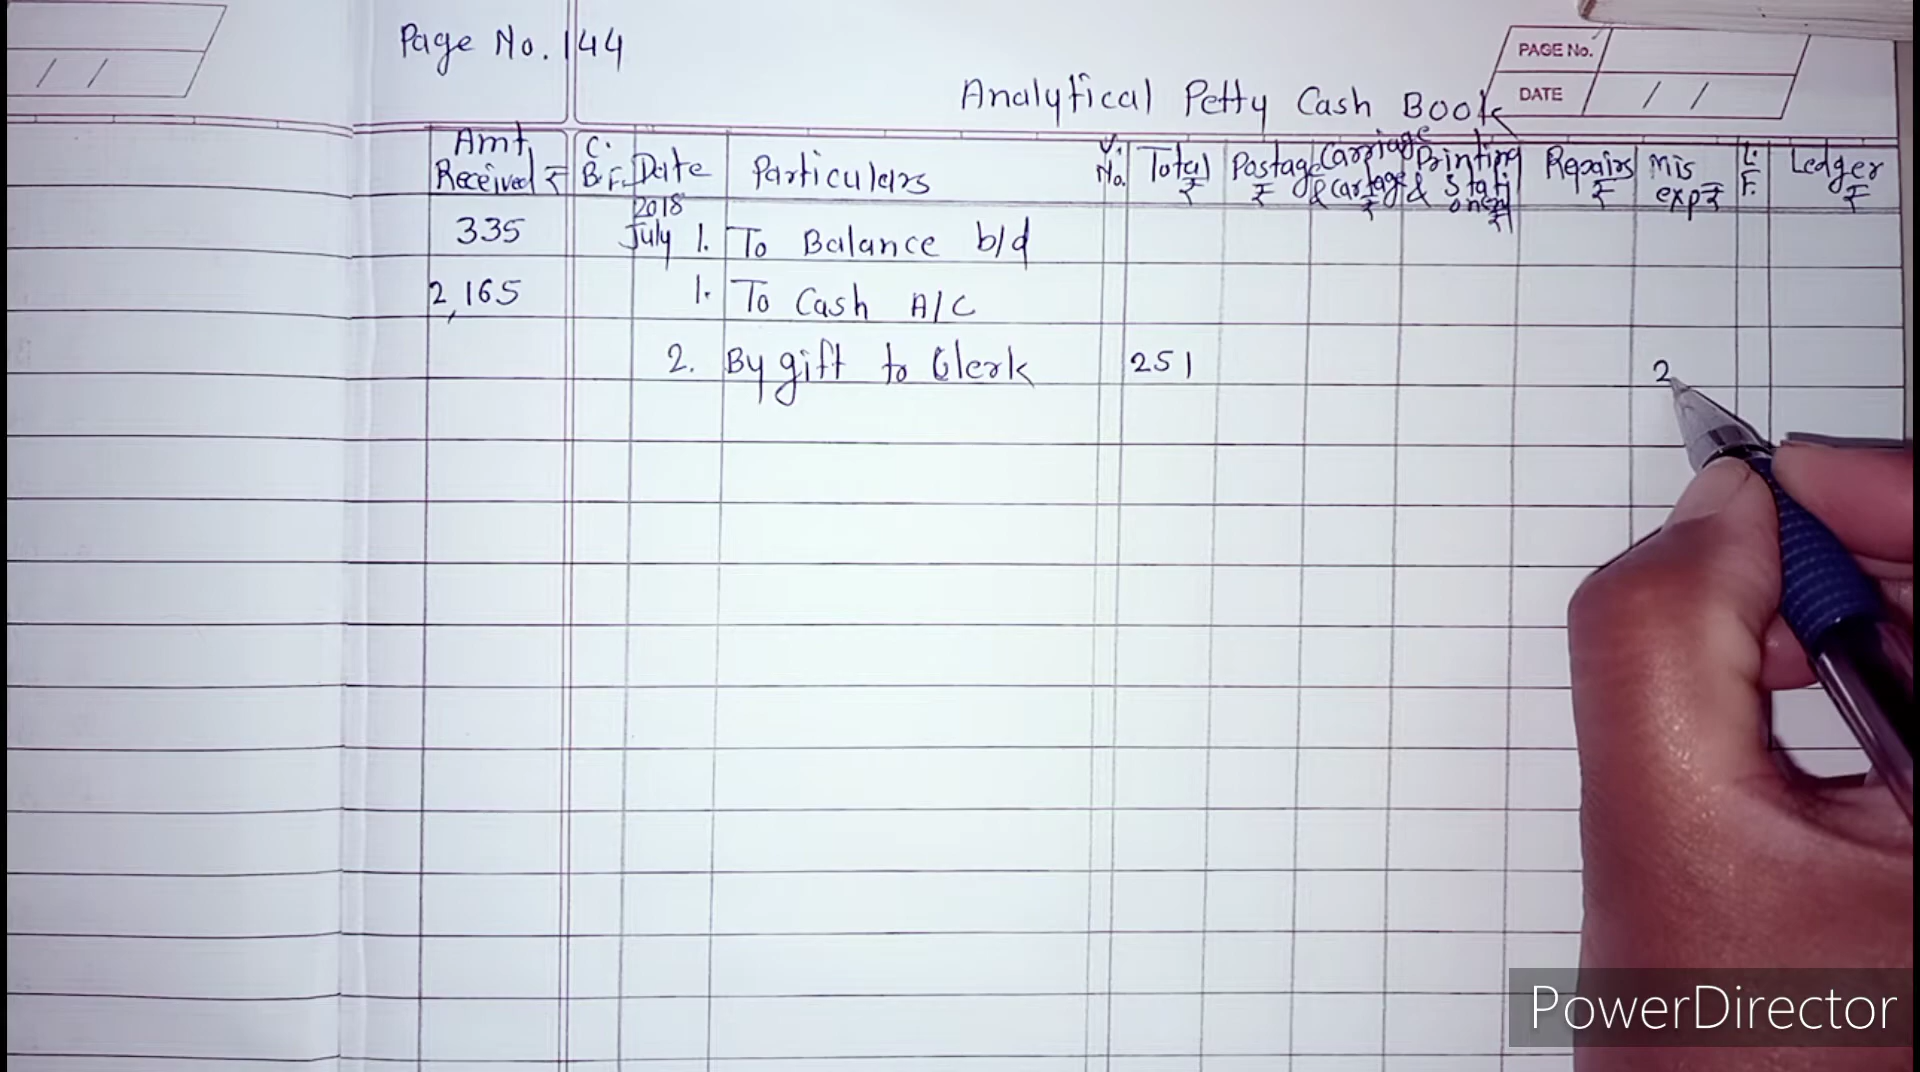 Page No. 144
PAGE No.
DATE / /
/ /
Analytical Petty Cash Book
Amt Received ₹ C. B.F. Date Particulars V. No. Total ₹ Postage ₹ Carriage & cartage ₹ Printing & Stationery ₹ Repairs ₹ Mis exp ₹ L. F. Ledger ₹
2018
335 July 1. To Balance b/d
2,165 1. To Cash A/C
2. By gift to Clerk 251 2
PowerDirector